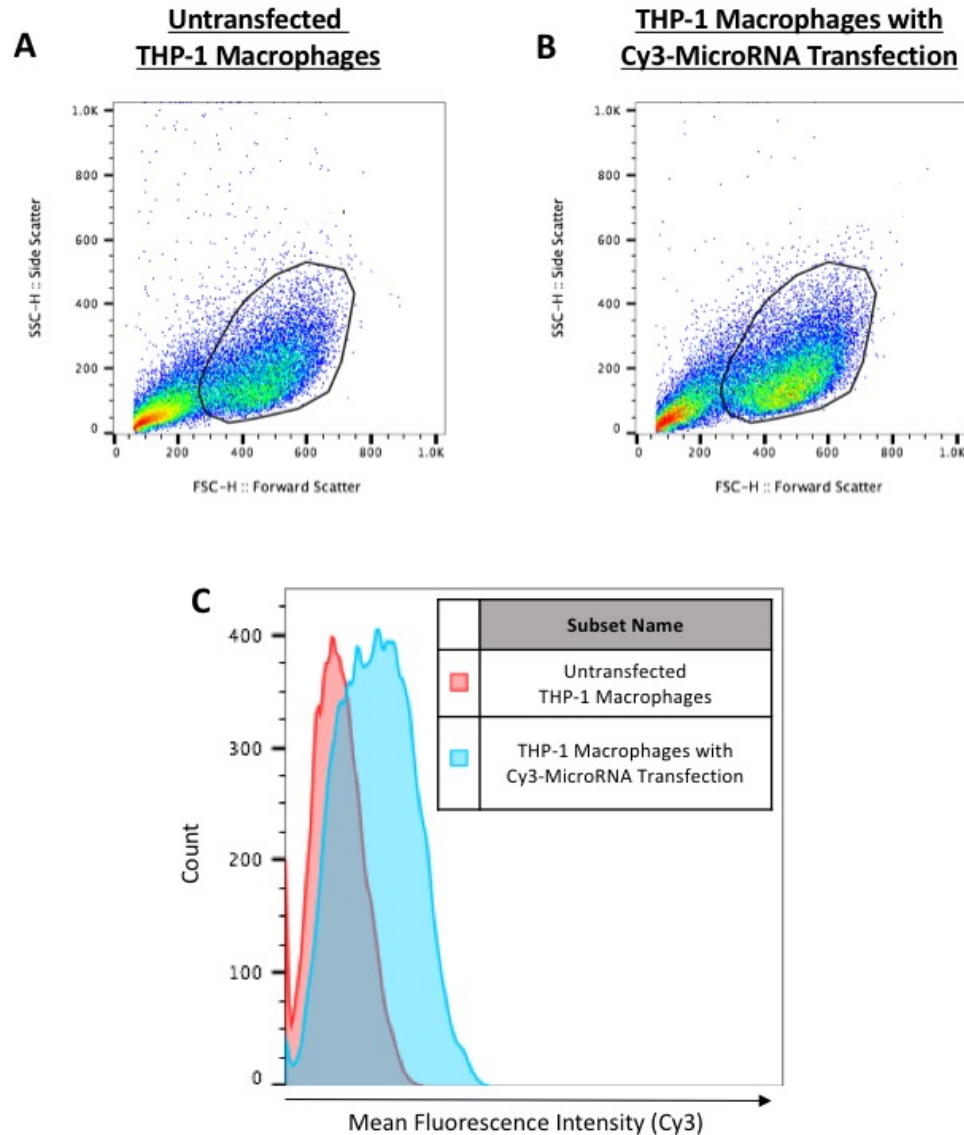 A
Untransfected
THP-1 Macrophages
B
THP-1 Macrophages with
Cy3-MicroRNA Transfection
1.0K
800
600
400
200
0
SSC-H :: Side Scatter
0 200 400 600 800 1.0K
FSC-H :: Forward Scatter
1.0K
800
600
400
200
0
SSC-H :: Side Scatter
0 200 400 600 800 1.0K
FSC-H :: Forward Scatter
C
Subset Name
Untransfected
THP-1 Macrophages
THP-1 Macrophages with
Cy3-MicroRNA Transfection
400
300
200
100
0
Count
Mean Fluorescence Intensity (Cy3)